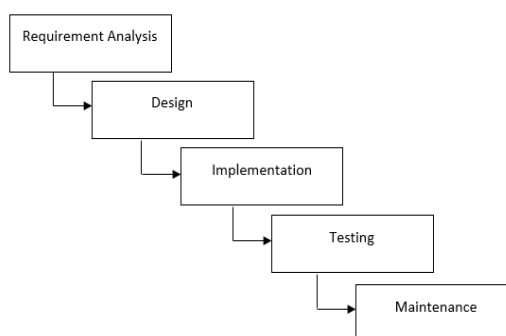 Requirement Analysis
Design
Implementation
Testing
Maintenance